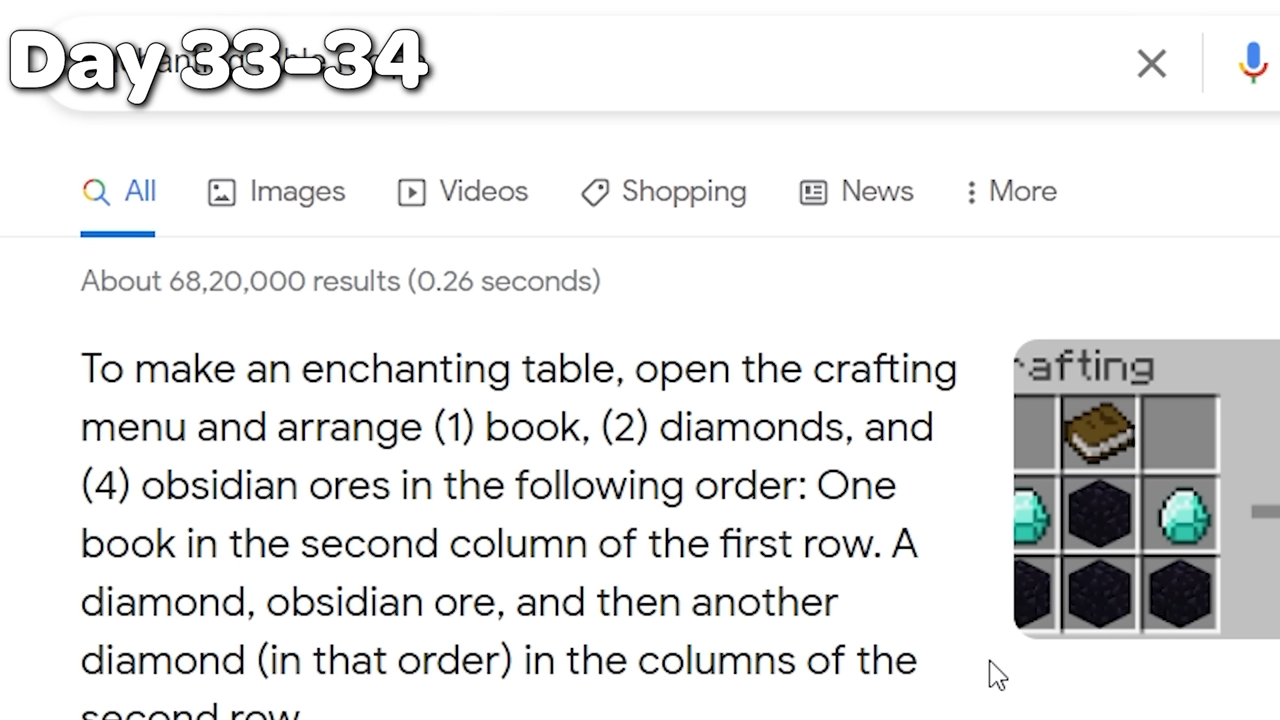 Day 33-34
All Images Videos Shopping News More
About 68,20,000 results (0.26 seconds)
To make an enchanting table, open the crafting
menu and arrange (1) book, (2) diamonds, and
(4) obsidian ores in the following order: One
book in the second column of the first row. A
diamond, obsidian ore, and then another
diamond (in that order) in the columns of the
second row.
rafting